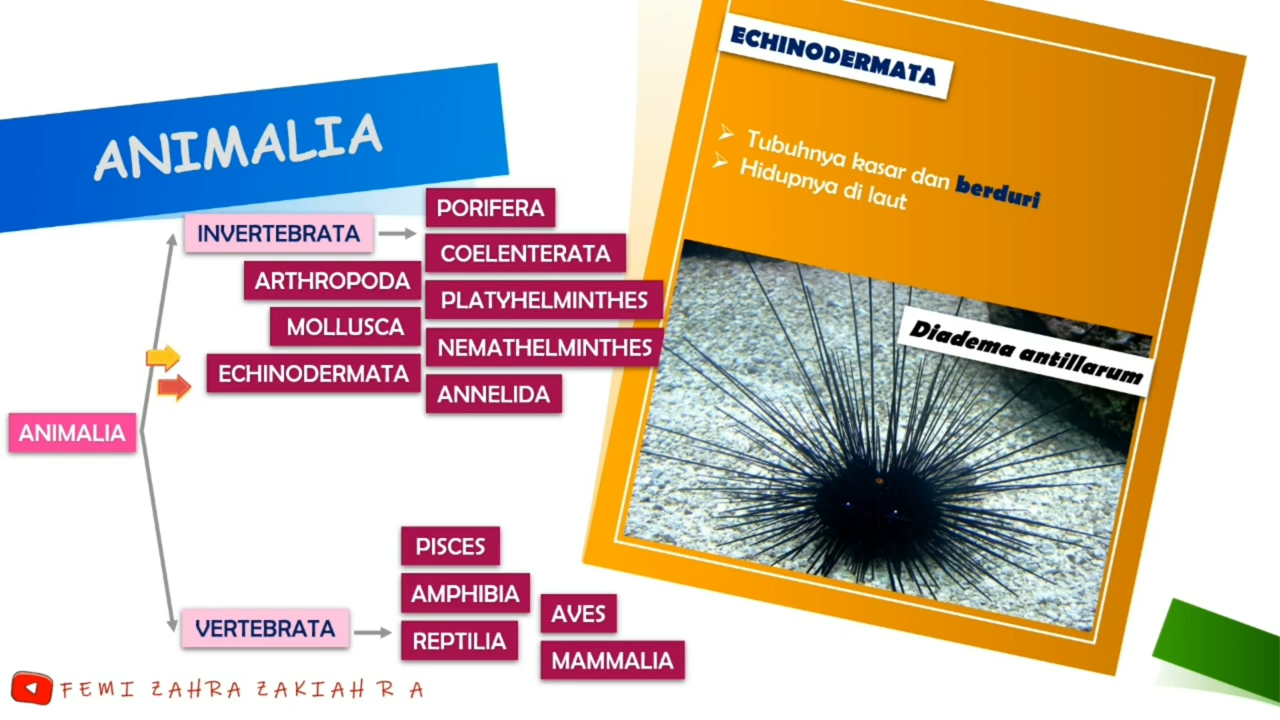 ANIMALIA
INVERTEBRATA
PORIFERA
COELENTERATA
PLATYHELMINTHES
NEMATHELMINTHES
ANNELIDA
ARTHROPODA
MOLLUSCA
ECHINODERMATA
ANIMALIA
VERTEBRATA
PISCES
AMPHIBIA
REPTILIA
AVES
MAMMALIA
FEMI ZAHRA ZAKIAH R A
ECHINODERMATA
Tubuhnya kasar dan berduri
Hidupnya di laut
Diadema antillarum